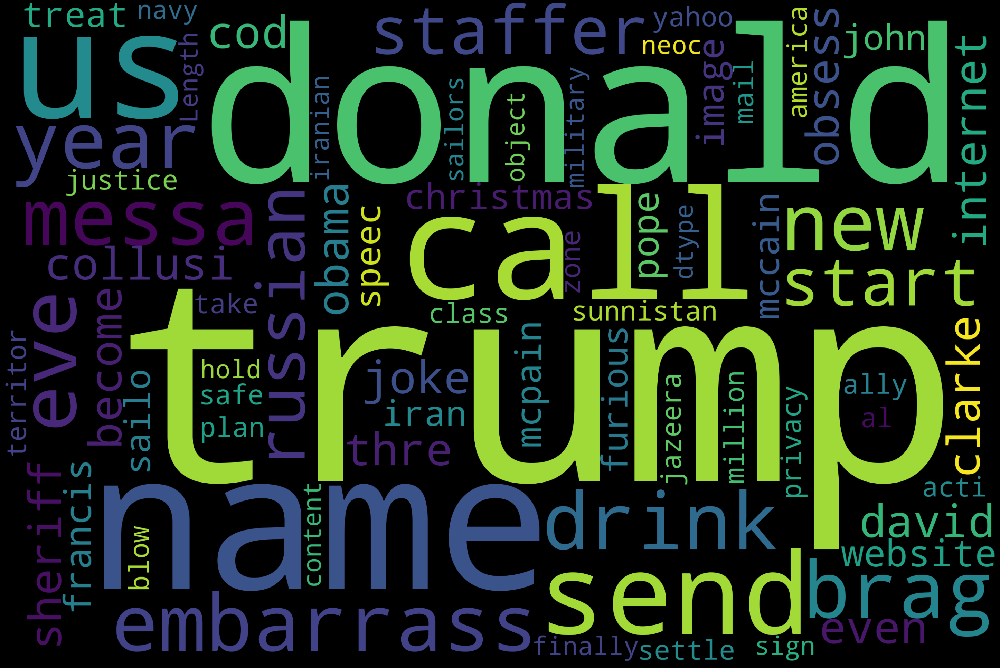 treat
navy
cod
staffer
yahoo
neoc
image
mail
america
obsess
john
internet
us
Length
donald
year
iranian
sailors
object
military
justice
messa
russian
obama
speec
christmas
call
zone
pope
dtype
mccain
new
start
collusi
eve
become
take
class
sunnistan
trump
clarke
territor
sailo
hold
safe
plan
joke
iran
thre
mcpain
furious
jazeera
million
privacy
ally
al
sheriff
francis
blow
name
content
drink
acti
david
website
send
brag
embarrass
even
finally
settle
sign